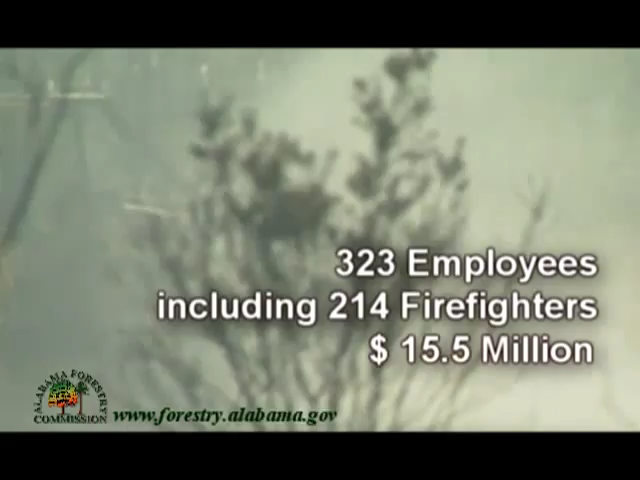 323 Employees
including 214 Firefighters
$ 15.5 Million
ALABAMA FORESTRY
COMMISSION
www.forestry.alabama.gov